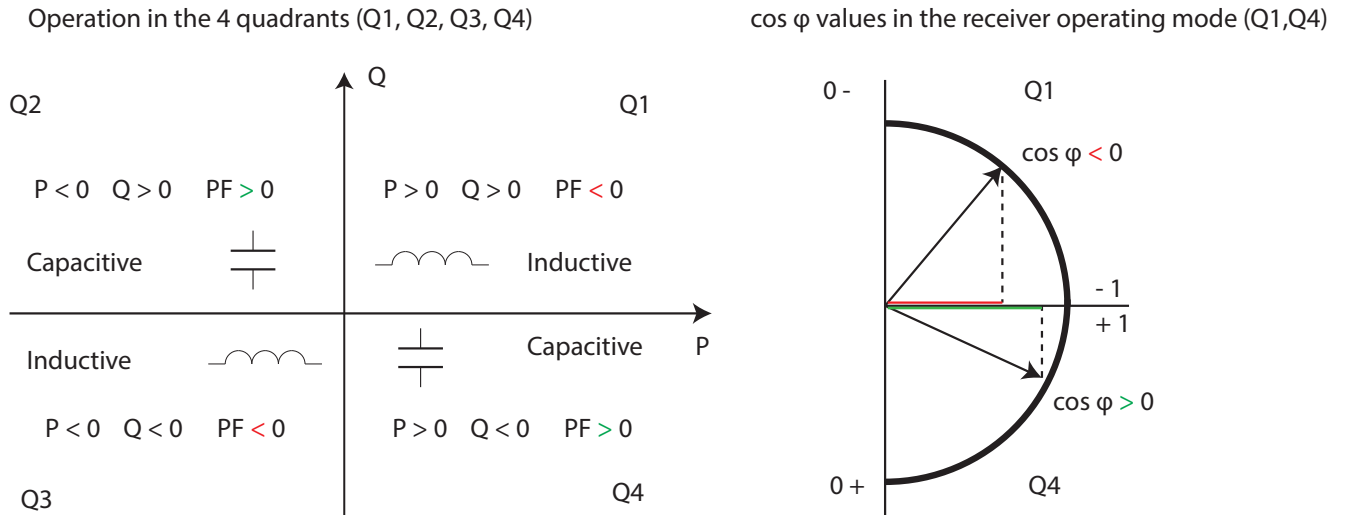 Operation in the 4 quadrants (Q1, Q2, Q3, Q4)
Q
Q2
Q1
P < 0 Q > 0 PF > 0
P > 0 Q > 0 PF < 0
Capacitive
Inductive
Inductive
Capacitive
P
P < 0 Q < 0 PF < 0
P > 0 Q < 0 PF > 0
Q3
Q4
cos φ values in the receiver operating mode (Q1,Q4)
0 -
Q1
cos φ < 0
- 1
+ 1
cos φ > 0
0 +
Q4